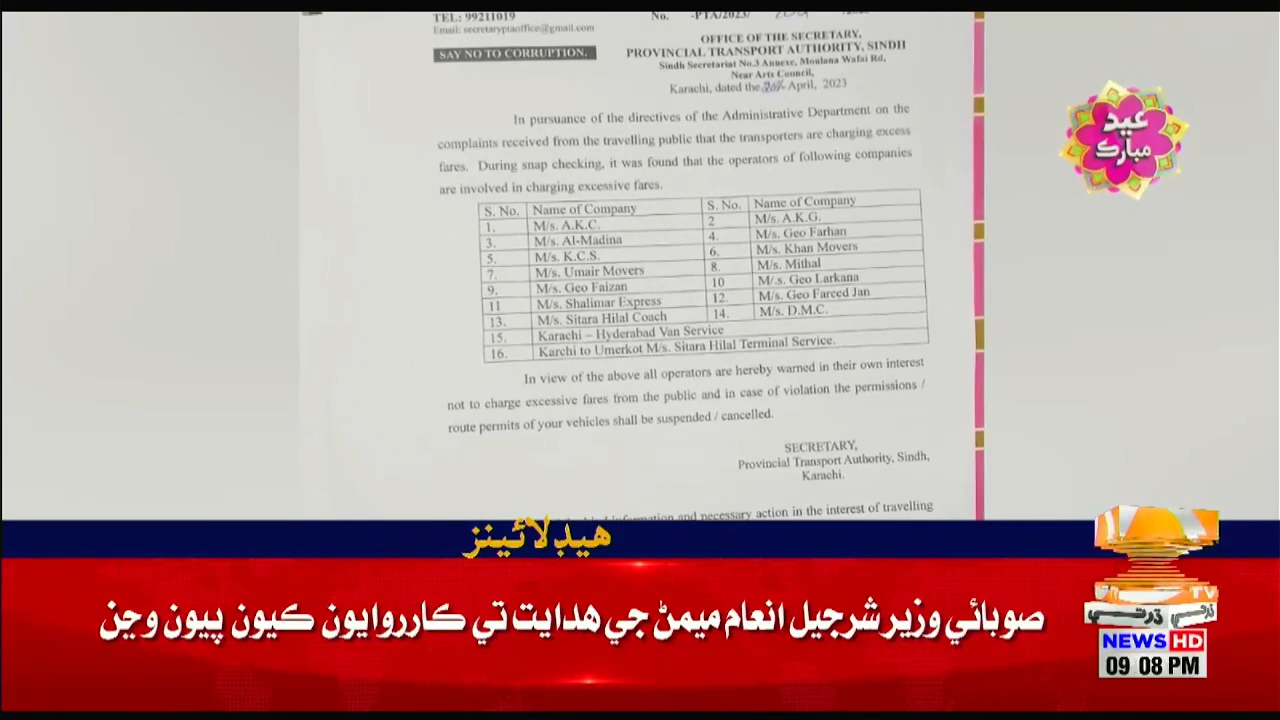 TEL: 99211019
Email: secretaryptaoffice@gmail.com
SAY NO TO CORRUPTION.
No. -PTA/2023/
OFFICE OF THE SECRETARY,
PROVINCIAL TRANSPORT AUTHORITY, SINDH
Sindh Secretariat No.3 Annexe, Moulana Wafai Rd,
Near Arts Council,
Karachi, dated the 20th April, 2023
عيد
مبارڪ
In pursuance of the directives of the Administrative Department on the
complaints received from the travelling public that the transporters are charging excess
fares. During snap checking, it was found that the operators of following companies
are involved in charging excessive fares.
S. No. Name of Company S. No. Name of Company
1. M/s. A.K.C. 2 M/s. A.K.G.
3. M/s. Al-Madina 4. M/s. Geo Farhan
5. M/s. K.C.S. 6. M/s. Khan Movers
7. M/s. Umair Movers 8. M/s. Mithal
9. M/s. Geo Faizan 10 M/.s. Geo Larkana
11 M/s. Shalimar Express 12. M/s. Geo Fareed Jan
13. M/s. Sitara Hilal Coach 14. M/s. D.M.C.
15. Karachi – Hyderabad Van Service
16. Karchi to Umerkot M/s. Sitara Hilal Terminal Service.
In view of the above all operators are hereby warned in their own interest
not to charge excessive fares from the public and in case of violation the permissions /
route permits of your vehicles shall be suspended / cancelled.
SECRETARY,
Provincial Transport Authority, Sindh,
Karachi.
information and necessary action in the interest of travelling
هيڊلائينز
صوبائي وزير شرجيل انعام ميمڻ جي هدايت تي ڪارروايون ڪيون پيون وڃن
TV
NEWS HD
09 08 PM